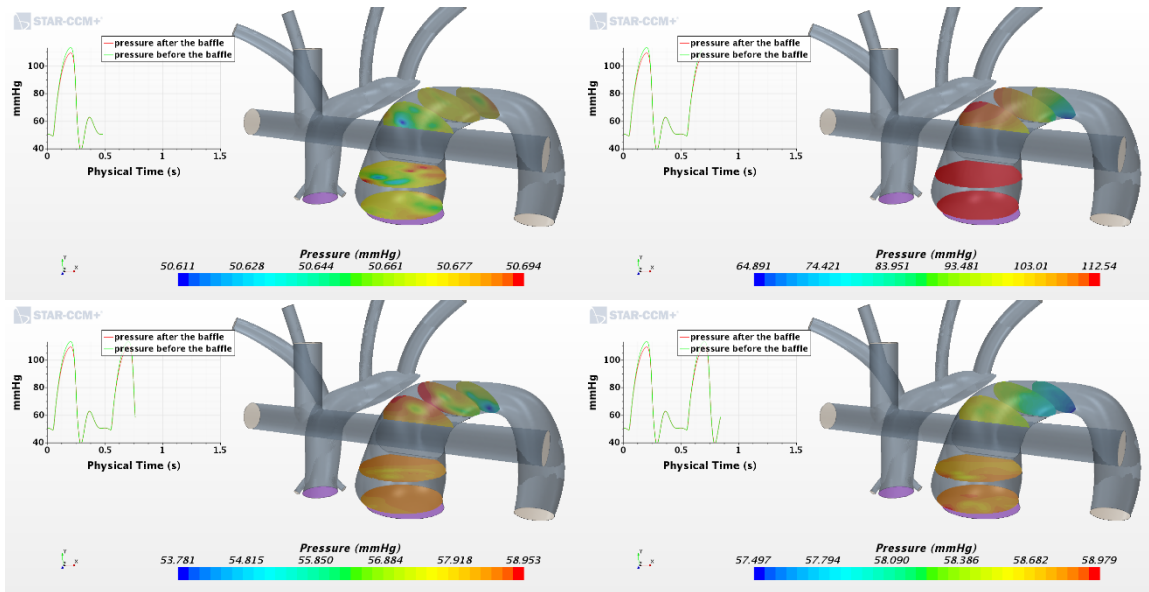 STAR-CCM+
pressure after the baffle
pressure before the baffle
mmHg
100
80
60
40
0
0.5
1
1.5
Physical Time (s)
Y
Z
X
Pressure (mmHg)
50.611 50.628 50.644 50.661 50.677 50.694
STAR-CCM+
pressure after the baffle
pressure before the baffle
mmHg
100
80
60
40
0
0.5
1
1.5
Physical Time (s)
Y
Z
X
Pressure (mmHg)
64.891 74.421 83.951 93.481 103.01 112.54
STAR-CCM+
pressure after the baffle
pressure before the baffle
mmHg
100
80
60
40
0
0.5
1
1.5
Physical Time (s)
Y
Z
X
Pressure (mmHg)
53.781 54.815 55.850 56.884 57.918 58.953
STAR-CCM+
pressure after the baffle
pressure before the baffle
mmHg
100
80
60
40
0
0.5
1
1.5
Physical Time (s)
Y
Z
X
Pressure (mmHg)
57.497 57.794 58.090 58.386 58.682 58.979